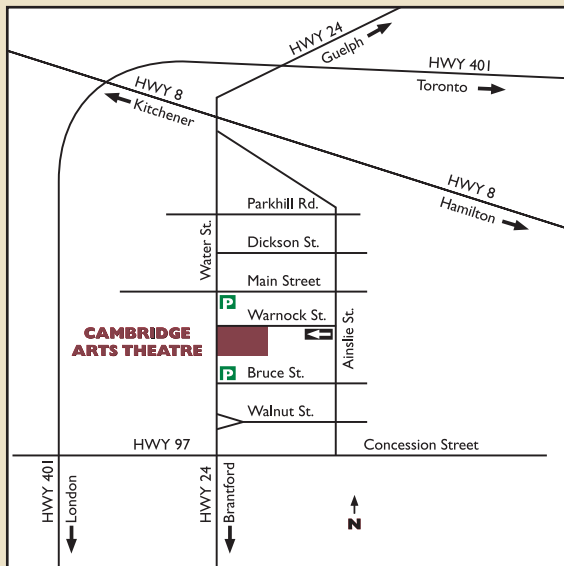 HWY 24
Guelph
HWY 401
Toronto
HWY 8
Kitchener
HWY 8
Hamilton
Parkhill Rd.
Water St.
Dickson St.
Main Street
P
Warnock St.
Ainslie St.
CAMBRIDGE
ARTS THEATRE
P
Bruce St.
Walnut St.
HWY 97
Concession Street
HWY 401
London
HWY 24
Brantford
N